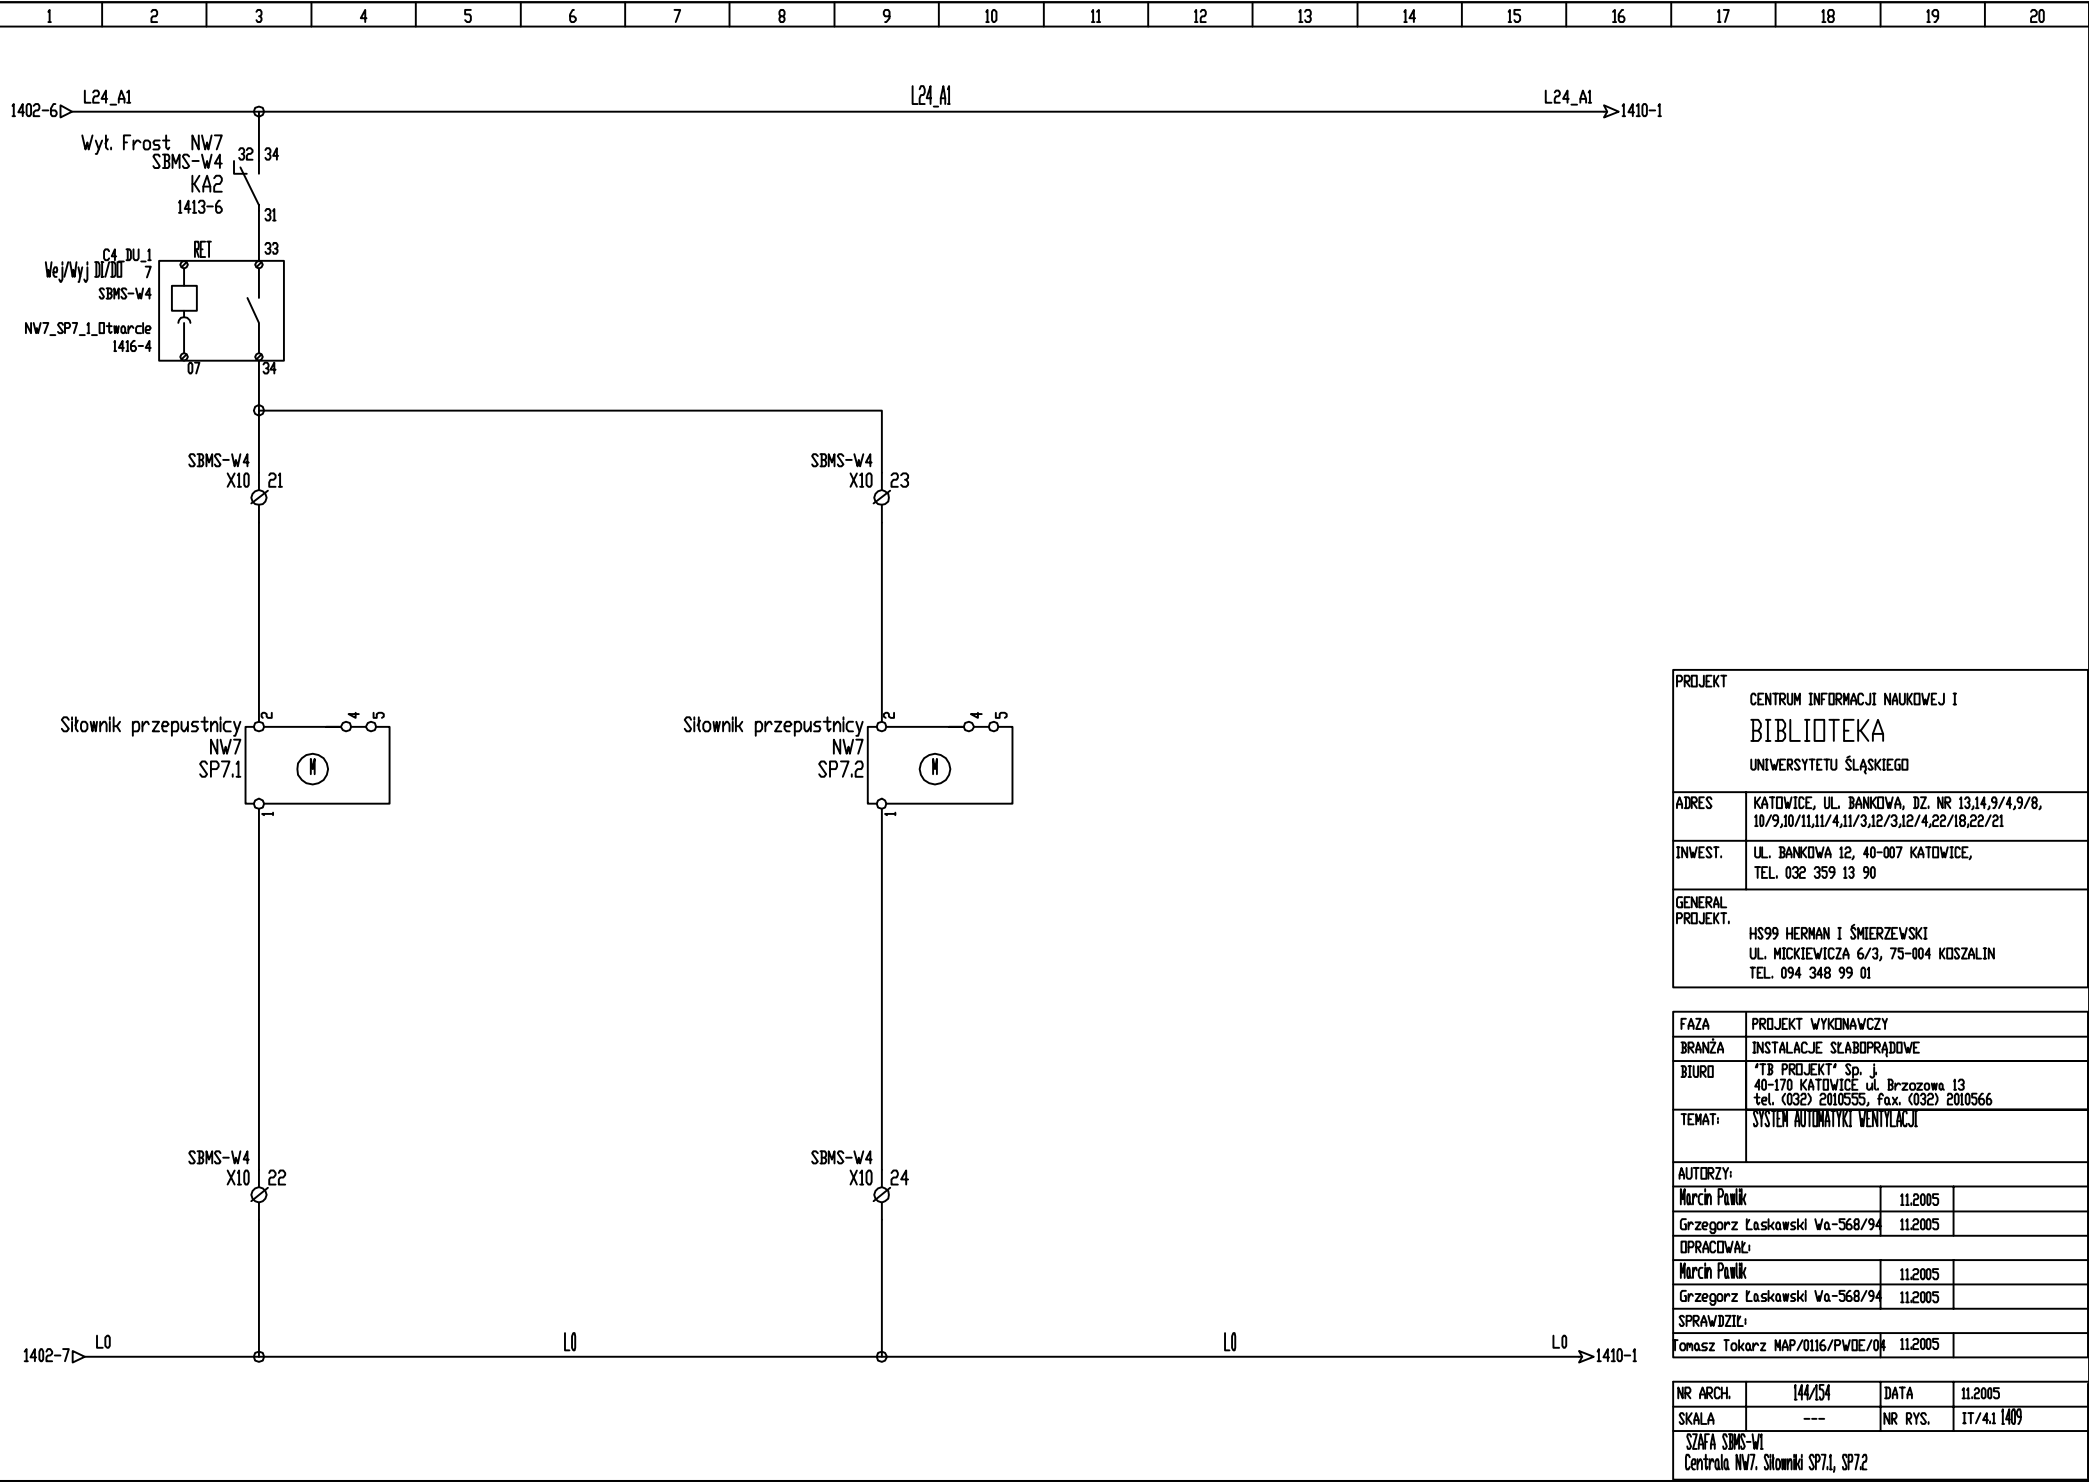 1 2 3 4 5 6 7 8 9 10 11 12 13 14 15 16 17 18 19 20
L24_A1 L24_A1 L24_A1
1402-6 1410-1
Wył. Frost NW7
SBMS-W4
KA2
1413-6
32 34
31
C4_DU_1 RET 33
Wej/Wyj DI/DO 7
SBMS-W4
NW7_SP7_1_Otwarcie
1416-4
07 34
SBMS-W4
X10 21
SBMS-W4
X10 23
Siłownik przepustnicy
NW7
SP7.1
2 4 5
M
1
Siłownik przepustnicy
NW7
SP7.2
2 4 5
M
1
SBMS-W4
X10 22
SBMS-W4
X10 24
L0 L0 L0 L0
1402-7 1410-1
PROJEKT
CENTRUM INFORMACJI NAUKOWEJ I
BIBLIOTEKA
UNIWERSYTETU ŚLĄSKIEGO
ADRES KATOWICE, UL. BANKOWA, DZ. NR 13,14,9/4,9/8,
10/9,10/11,11/4,11/3,12/3,12/4,22/18,22/21
INWEST. UL. BANKOWA 12, 40-007 KATOWICE,
TEL. 032 359 13 90
GENERAL
PROJEKT.
HS99 HERMAN I ŚMIERZEWSKI
UL. MICKIEWICZA 6/3, 75-004 KOSZALIN
TEL. 094 348 99 01
FAZA PROJEKT WYKONAWCZY
BRANŻA INSTALACJE SŁABOPRĄDOWE
BIURO "TB PROJEKT" Sp. j.
40-170 KATOWICE ul. Brzozowa 13
tel. (032) 2010555, fax. (032) 2010566
TEMAT: SYSTEM AUTOMATYKI WENTYLACJI
AUTORZY:
Marcin Pawlik 11.2005
Grzegorz Łaskawski Wa-568/94 11.2005
OPRACOWAŁ:
Marcin Pawlik 11.2005
Grzegorz Łaskawski Wa-568/94 11.2005
SPRAWDZIŁ:
Tomasz Tokarz MAP/0116/PWOE/04 11.2005
NR ARCH. 144/154 DATA 11.2005
SKALA --- NR RYS. IT/4.1 1409
SZAFA SBMS-W1
Centrala NW7. Siłowniki SP7.1, SP7.2